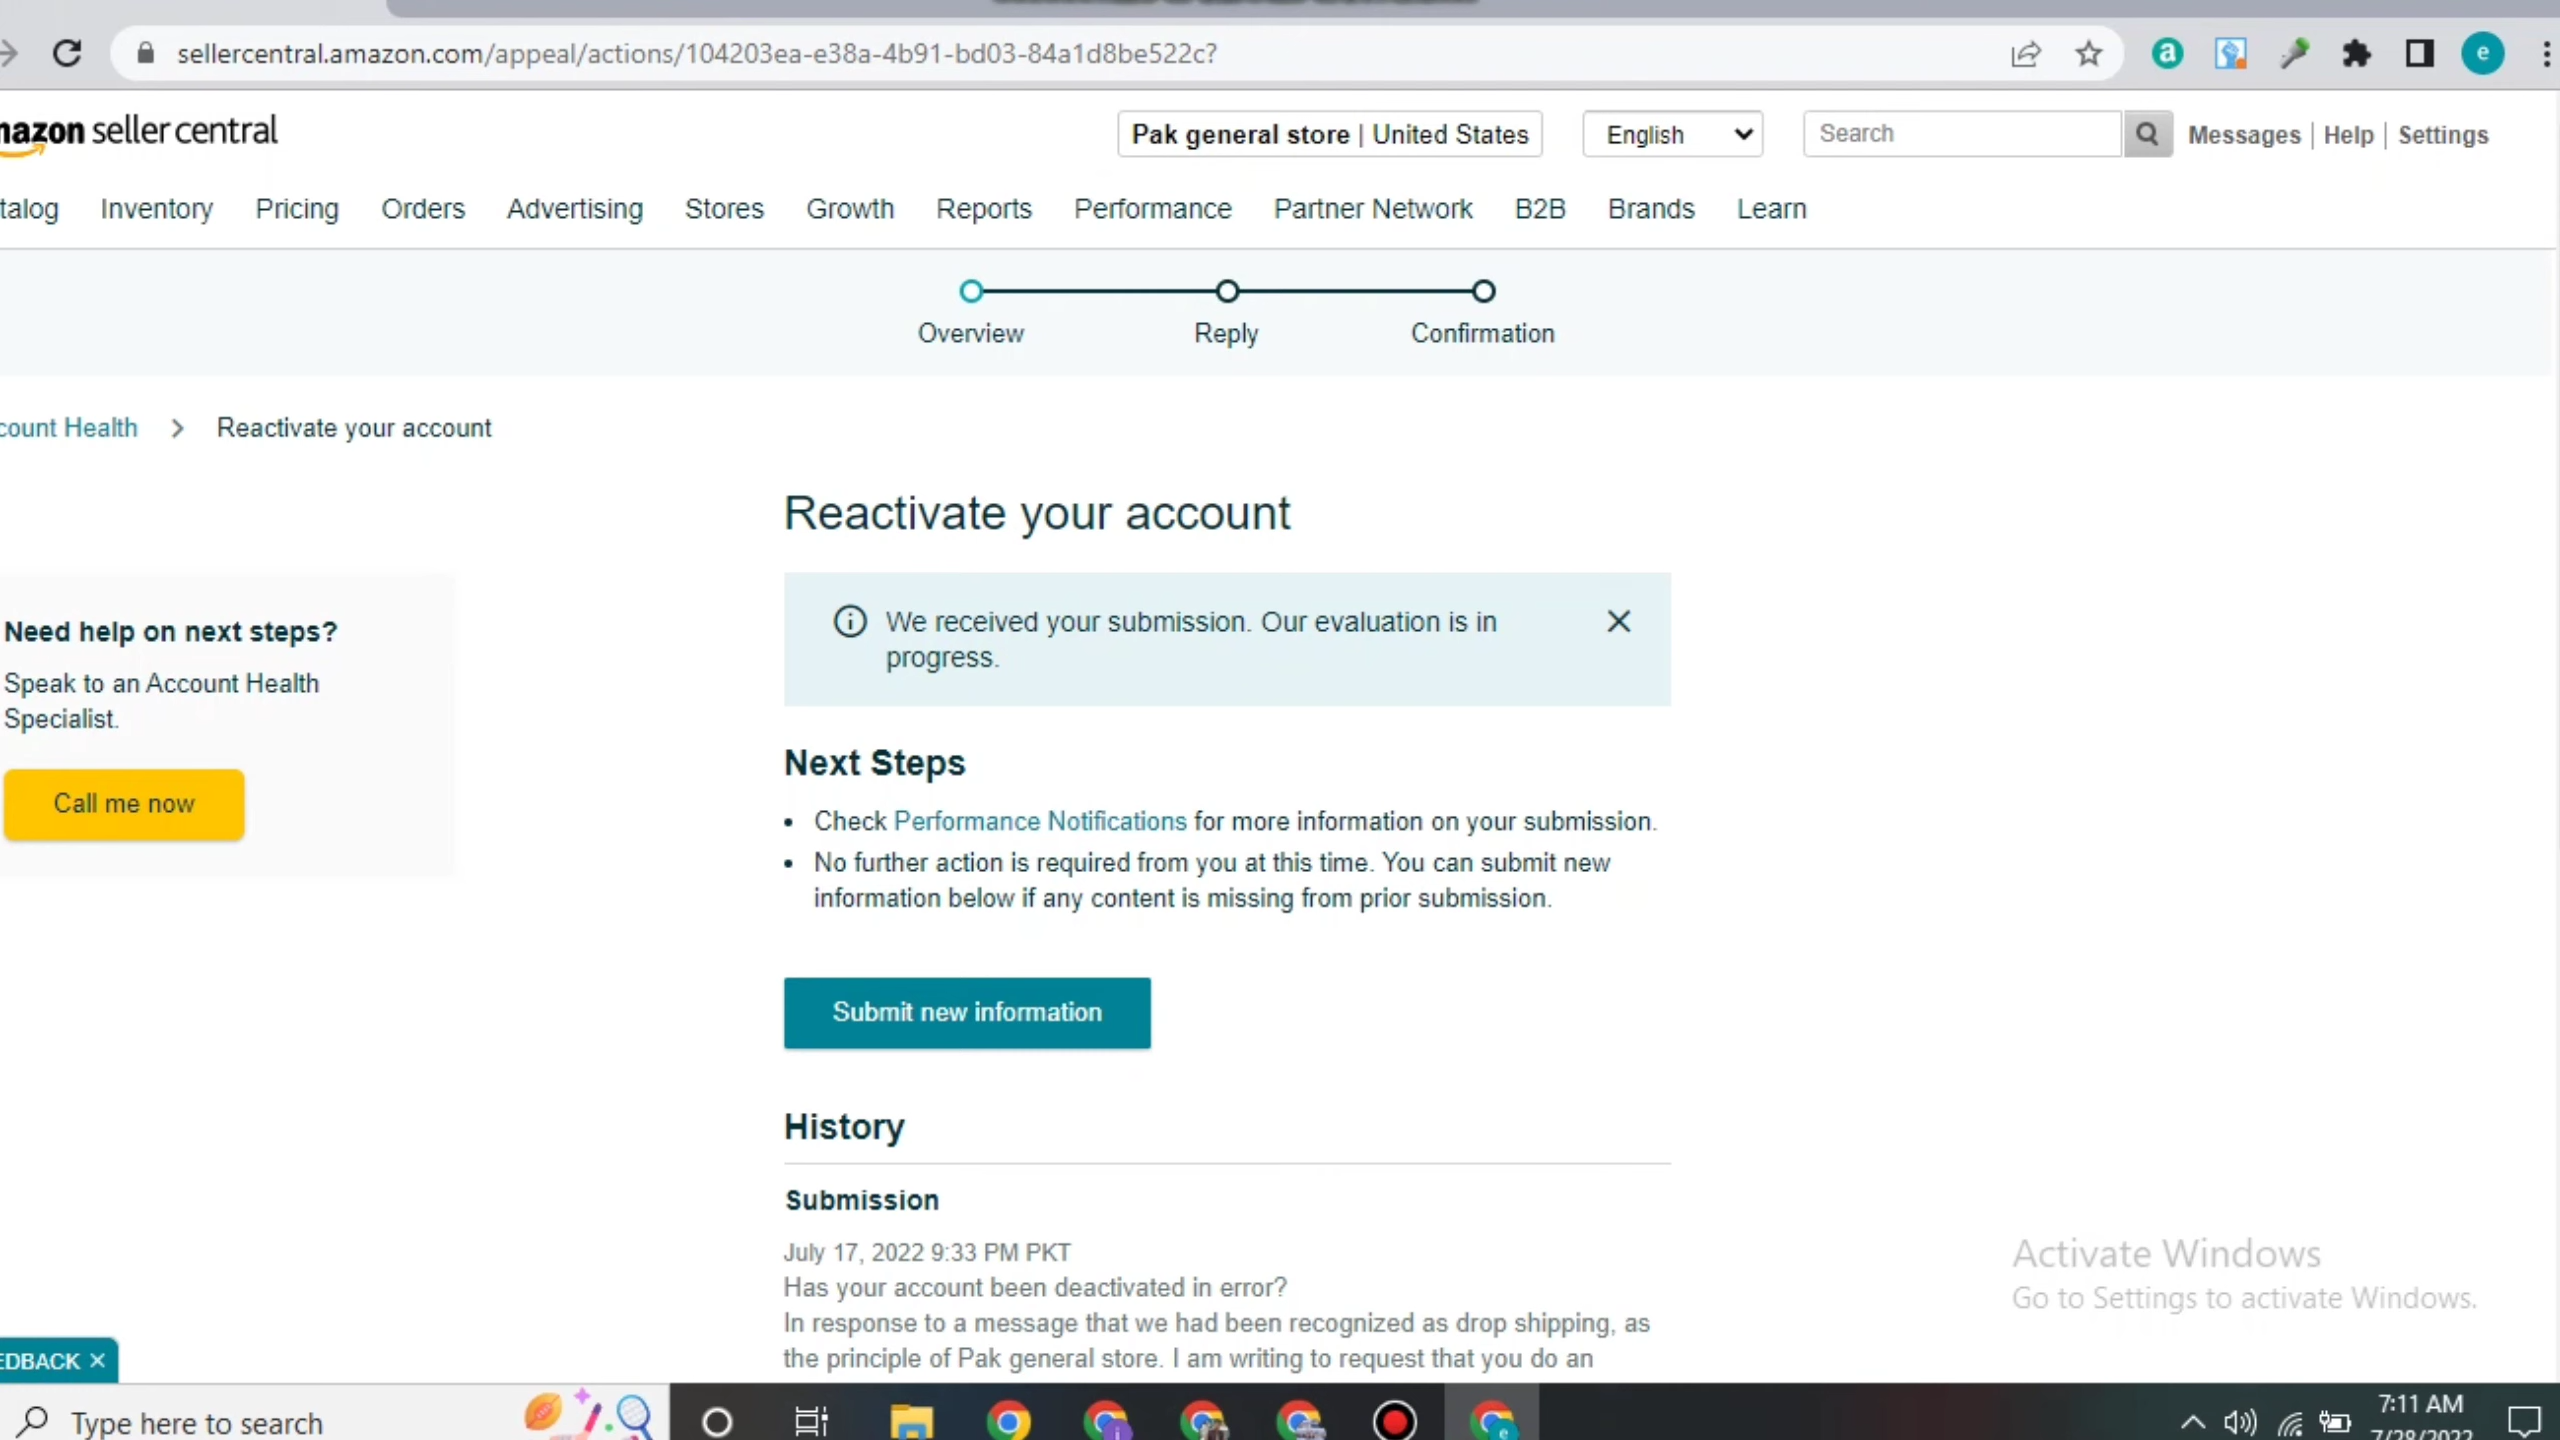 sellercentral.amazon.com/appeal/actions/104203ea-e38a-4b91-bd03-84a1d8be522c?
mazon seller central
Pak general store | United States
English
Search
Messages | Help | Settings
talog Inventory Pricing Orders Advertising Stores Growth Reports Performance Partner Network B2B Brands Learn
Overview Reply Confirmation
count Health > Reactivate your account
Reactivate your account
We received your submission. Our evaluation is in
progress.
Need help on next steps?
Speak to an Account Health
Specialist.
Call me now
Next Steps
• Check Performance Notifications for more information on your submission.
• No further action is required from you at this time. You can submit new
information below if any content is missing from prior submission.
Submit new information
History
Submission
July 17, 2022 9:33 PM PKT
Has your account been deactivated in error?
In response to a message that we had been recognized as drop shipping, as
the principle of Pak general store. I am writing to request that you do an
Activate Windows
Go to Settings to activate Windows.
EDBACK ×
Type here to search
7:11 AM
7/28/2022